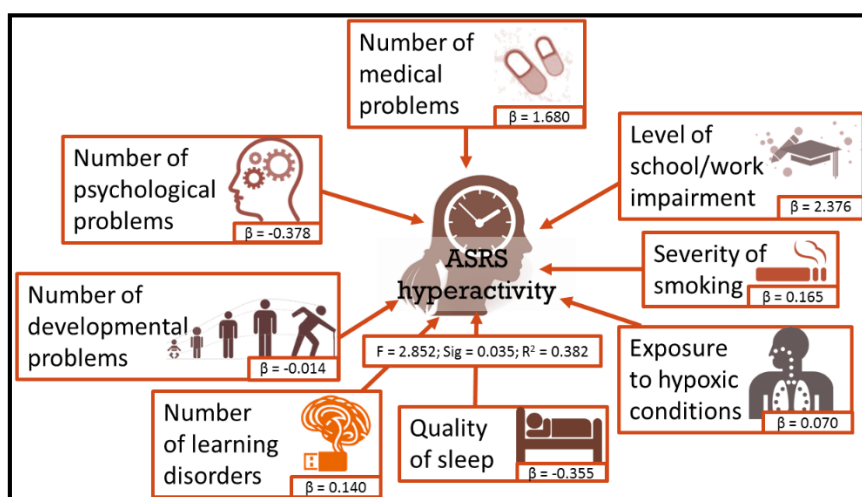 Number of
medical
problems
β = 1.680
Number of
psychological
problems
β = -0.378
Level of
school/work
impairment
β = 2.376
ASRS
hyperactivity
Severity of
smoking
β = 0.165
Number of
developmental
problems
β = -0.014
F = 2.852; Sig = 0.035; R² = 0.382
Exposure
to hypoxic
conditions
β = 0.070
Number
of learning
disorders
β = 0.140
Quality
of sleep
β = -0.355